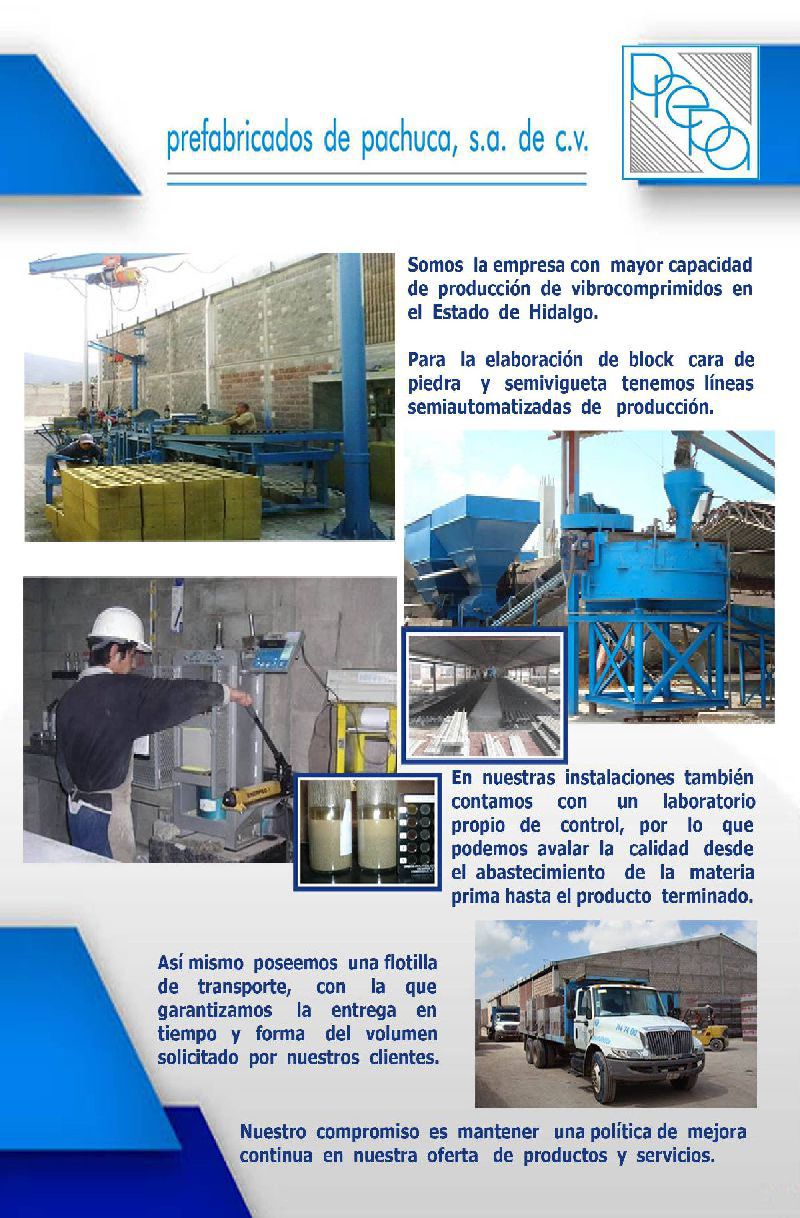 prefabricados de pachuca, s.a. de c.v.
prepa
Somos la empresa con mayor capacidad
de producción de vibrocomprimidos en
el Estado de Hidalgo.
Para la elaboración de block cara de
piedra y semivigueta tenemos líneas
semiautomatizadas de producción.
ENERPAC
En nuestras instalaciones también
contamos con un laboratorio
propio de control, por lo que
podemos avalar la calidad desde
el abastecimiento de la materia
prima hasta el producto terminado.
Así mismo poseemos una flotilla
de transporte, con la que
garantizamos la entrega en
tiempo y forma del volumen
solicitado por nuestros clientes.
Nuestro compromiso es mantener una política de mejora
continua en nuestra oferta de productos y servicios.